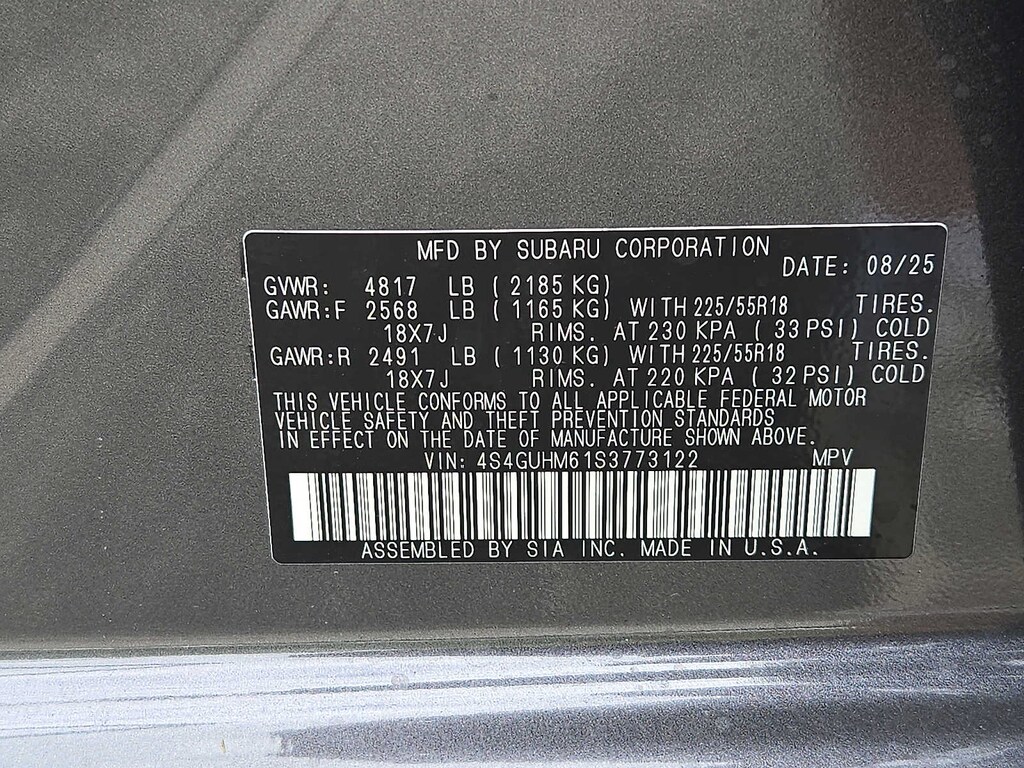 MFD BY SUBARU CORPORATION
DATE: 08/25
GVWR: 4817 LB ( 2185 KG)
GAWR:F 2568 LB ( 1165 KG) WITH 225/55R18 TIRES.
18X7J RIMS. AT 230 KPA ( 33 PSI) COLD
GAWR:R 2491 LB ( 1130 KG) WITH 225/55R18 TIRES.
18X7J RIMS. AT 220 KPA ( 32 PSI) COLD
THIS VEHICLE CONFORMS TO ALL APPLICABLE FEDERAL MOTOR
VEHICLE SAFETY AND THEFT PREVENTION STANDARDS
IN EFFECT ON THE DATE OF MANUFACTURE SHOWN ABOVE.
VIN: 4S4GUHM61S3773122 MPV
ASSEMBLED BY SIA INC. MADE IN U.S.A.